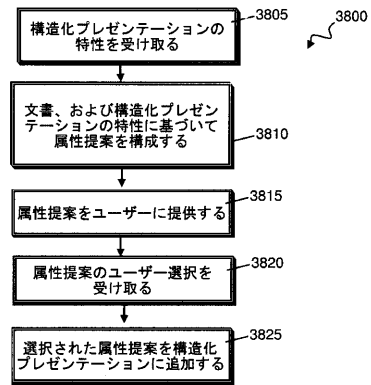 構造化プレゼンテーションの
特性を受け取る
3805
3800
文書、および構造化プレゼン
テーションの特性に基づいて
属性提案を構成する
3810
属性提案をユーザーに提供する
3815
属性提案のユーザー選択を
受け取る
3820
選択された属性提案を構造化
プレゼンテーションに追加する
3825